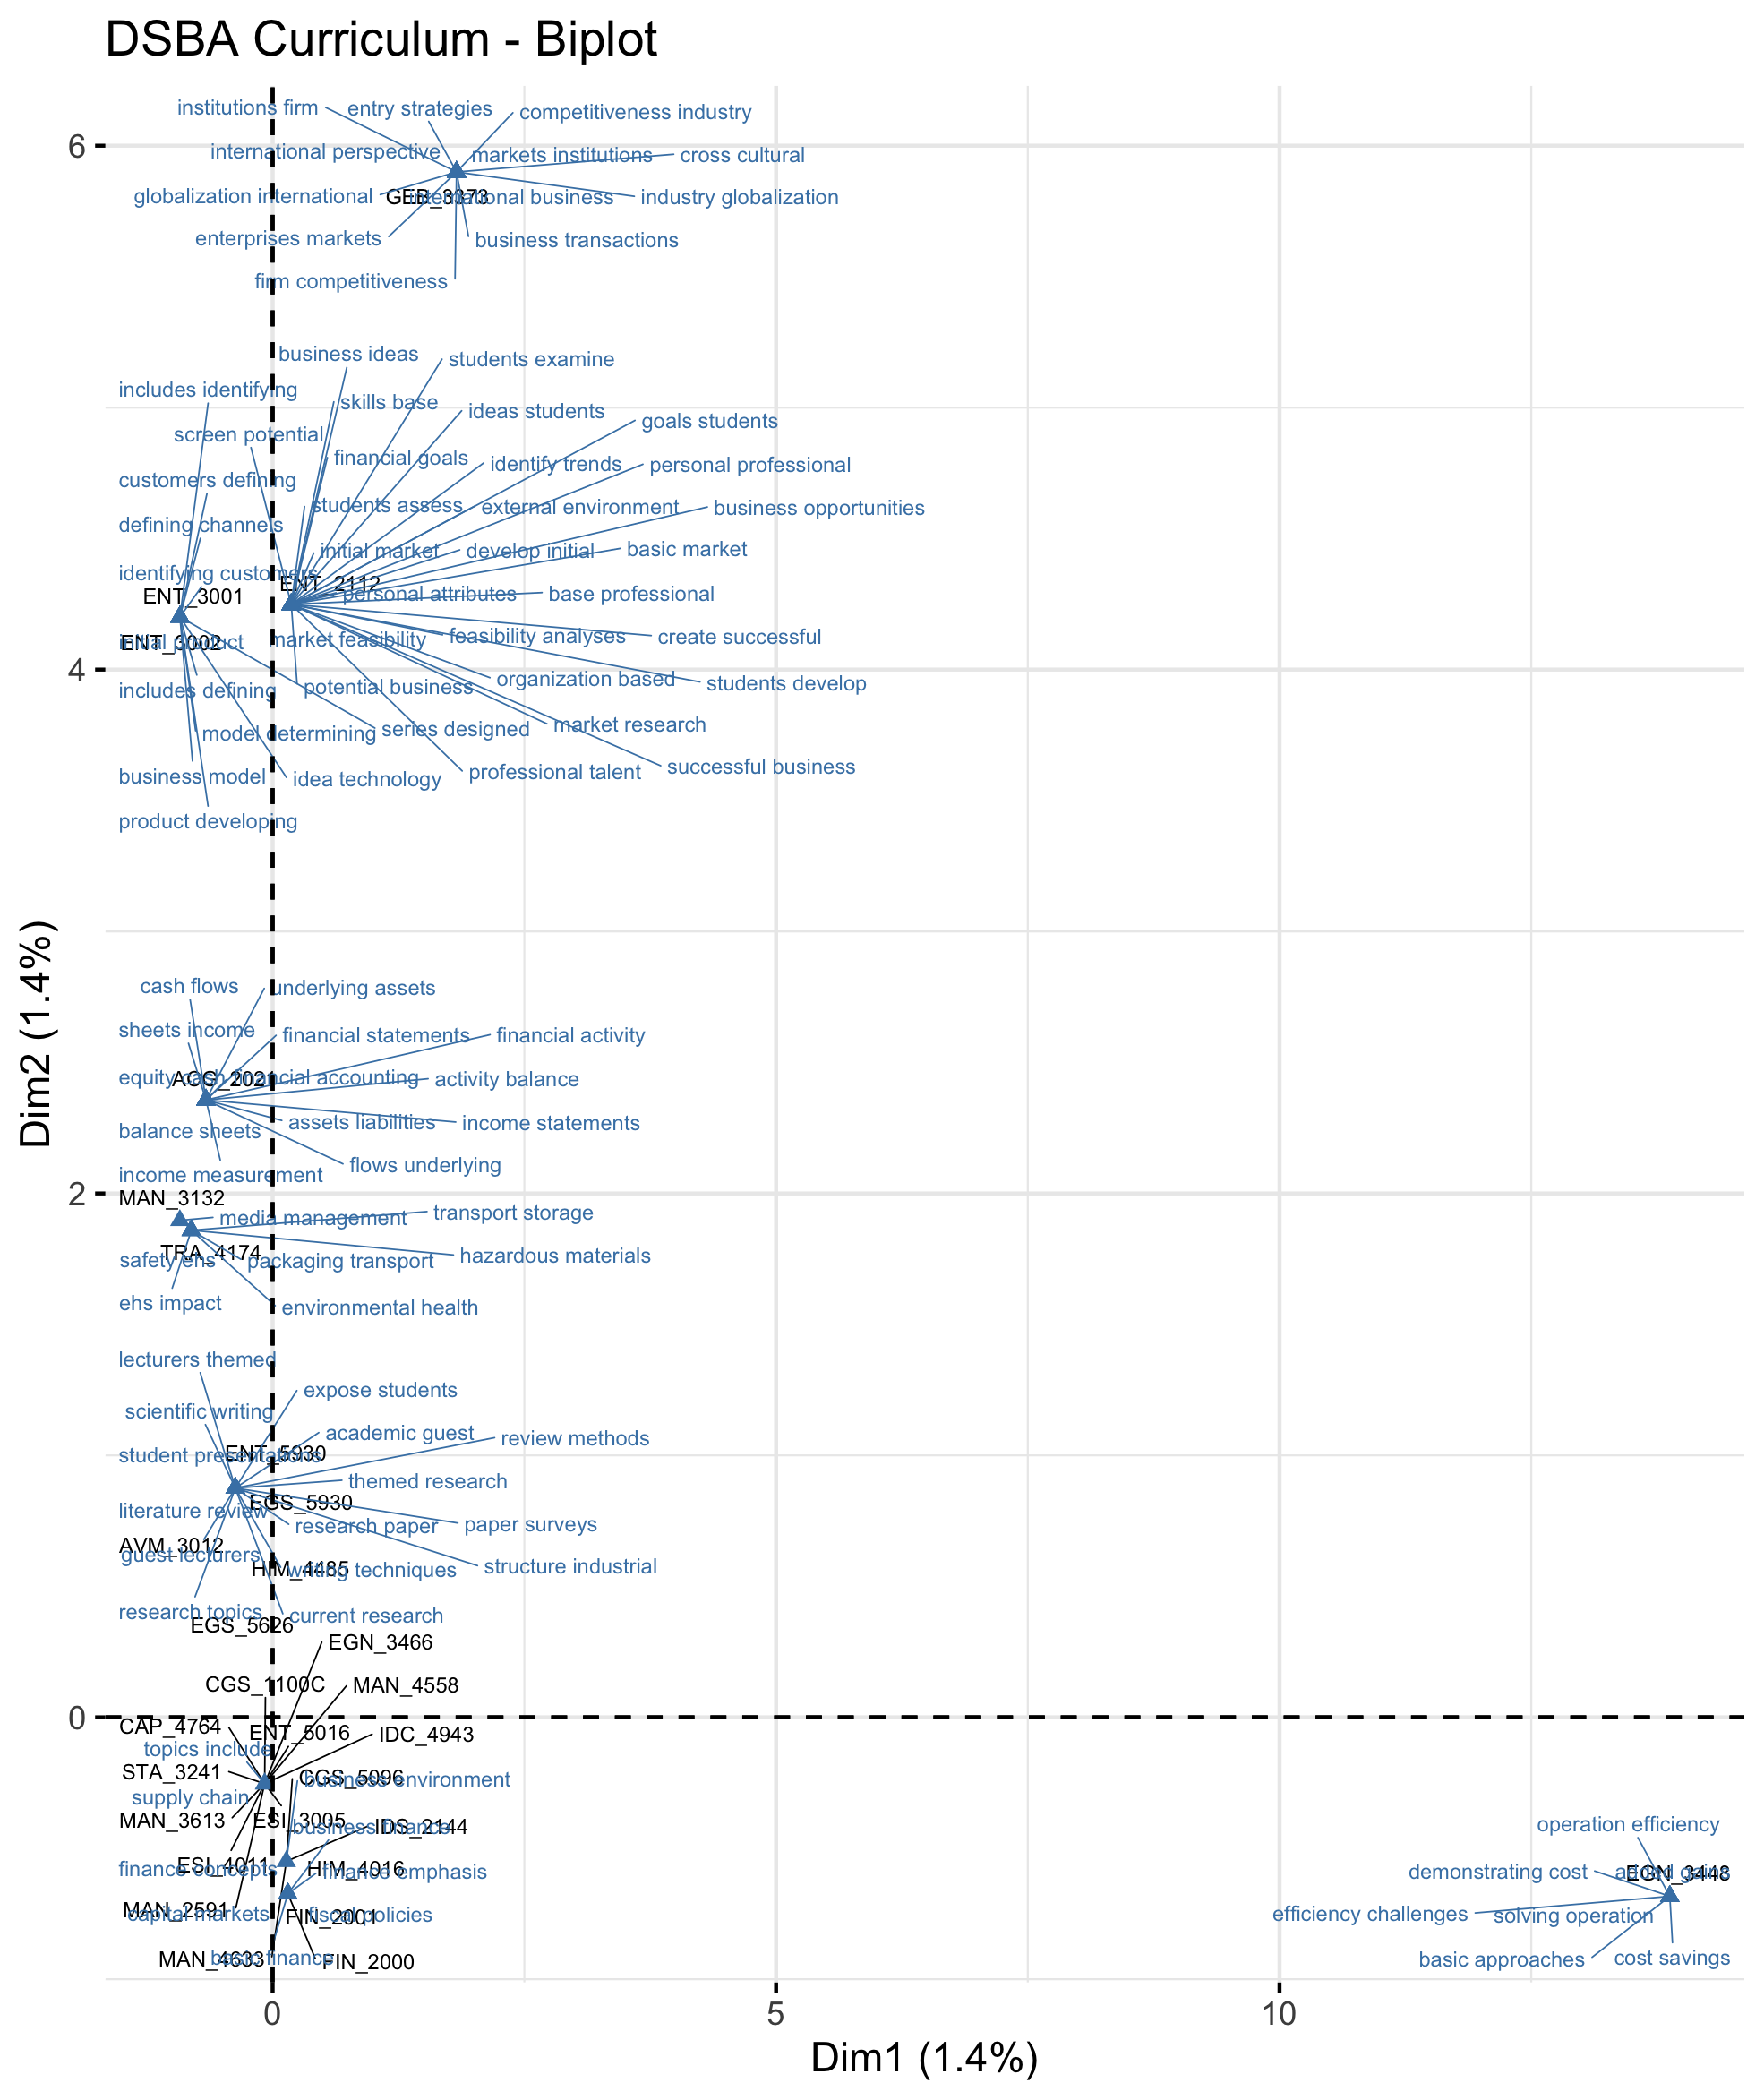 DSBA Curriculum - Biplot
institutions firm
entry strategies
competitiveness industry
international perspective
markets institutions
cross cultural
globalization international
GEB_3373
international business
industry globalization
enterprises markets
business transactions
firm competitiveness
6
business ideas
students examine
includes identifying
skills base
ideas students
goals students
screen potential
financial goals
identify trends
personal professional
customers defining
students assess
external environment
business opportunities
defining channels
initial market
develop initial
basic market
identifying customers
ENT_2112
ENT_3001
personal attributes
base professional
ENT_3002
initial product
market feasibility
feasibility analyses
create successful
4
includes defining
potential business
organization based
students develop
model determining
series designed
market research
business model
idea technology
professional talent
successful business
product developing
cash flows
underlying assets
sheets income
financial statements
financial activity
equity cash
ACG_2021
financial accounting
activity balance
balance sheets
assets liabilities
income statements
income measurement
flows underlying
2
MAN_3132
media management
transport storage
TRA_4174
safety ehs
packaging transport
hazardous materials
ehs impact
environmental health
lecturers themed
expose students
scientific writing
academic guest
review methods
student presentations
ENT_5930
themed research
EGS_5930
literature review
research paper
paper surveys
AVM_3012
guest lecturers
HIM_4485
writing techniques
structure industrial
research topics
current research
EGS_5626
EGN_3466
CGS_1100C
MAN_4558
0
CAP_4764
ENT_5016
IDC_4943
topics include
STA_3241
CGS_5096
business environment
supply chain
MAN_3613
ESI_3005
business finance
IDS_2144
operation efficiency
finance concepts
ESI_4011
HIM_4016
finance emphasis
demonstrating cost
added gains
EGN_3448
MAN_2591
capital markets
FIN_2001
fiscal policies
efficiency challenges
solving operation
MAN_4633
basic finance
FIN_2000
basic approaches
cost savings
0
5
10
Dim1 (1.4%)
Dim2 (1.4%)